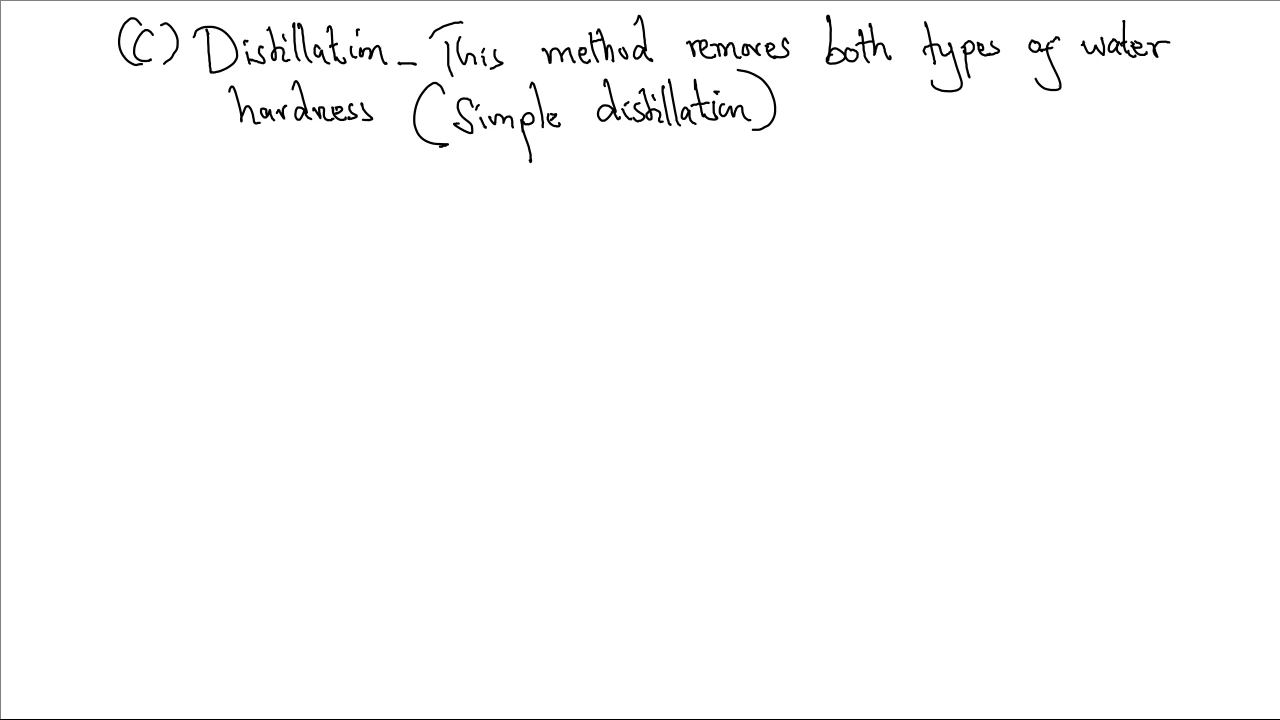 (C) Distillation - This method removes both types of water
hardness (Simple distillation)